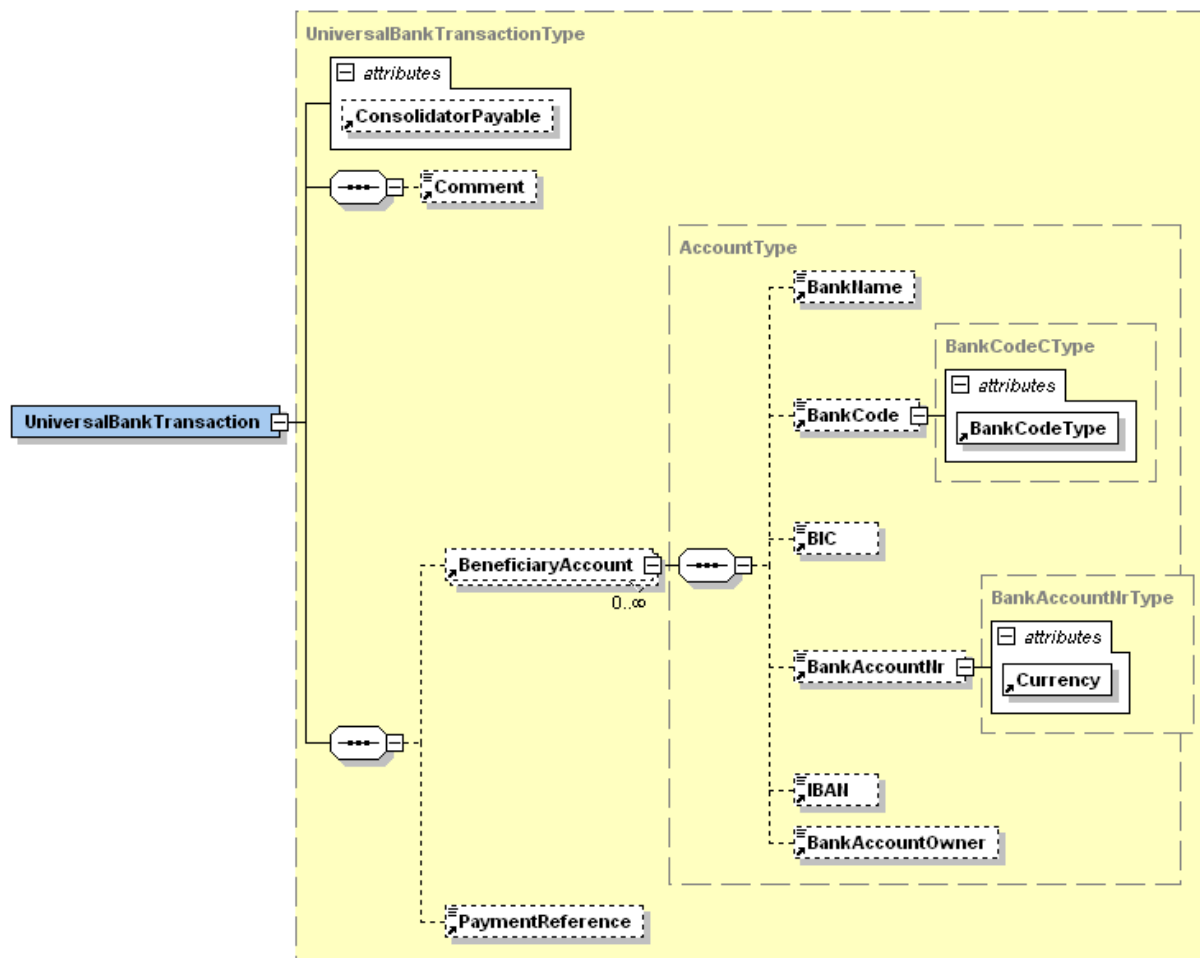 UniversalBankTransactionType
attributes
ConsolidatorPayable
Comment
AccountType
BankName
BankCodeCType
attributes
BankCode
BankCodeType
UniversalBankTransaction
BIC
BeneficiaryAccount
0..∞
BankAccountNrType
attributes
BankAccountNr
Currency
IBAN
BankAccountOwner
PaymentReference